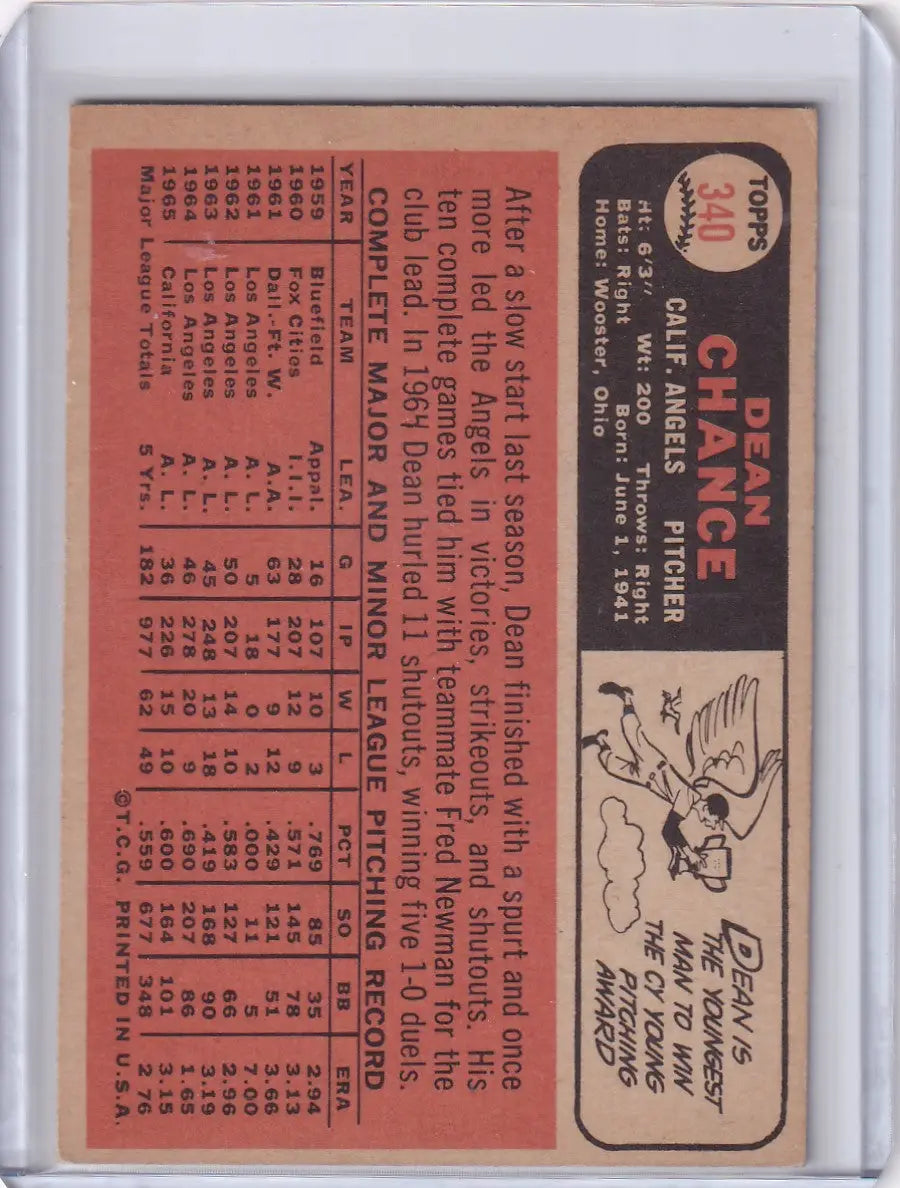 TOPPS
340
DEAN
CHANCE
CALIF. ANGELS PITCHER
Ht: 6'3" Wt: 200 Throws: Right
Bats: Right Born: June 1, 1941
Home: Wooster, Ohio
DEAN IS
THE YOUNGEST
MAN TO WIN
THE CY YOUNG
PITCHING
AWARD
After a slow start last season, Dean finished with a spurt and once
more led the Angels in victories, strikeouts, and shutouts. His
ten complete games tied him with teammate Fred Newman for the
club lead. In 1964 Dean hurled 11 shutouts, winning five 1-0 duels.
COMPLETE MAJOR AND MINOR LEAGUE PITCHING RECORD
YEAR TEAM LEA. G IP W L PCT SO BB ERA
1959 Bluefield Appal. 16 107 10 3 .769 85 35 2.94
1960 Fox Cities I.I.I. 28 207 12 9 .571 145 78 3.13
1961 Dall.-Ft. W. A.A. 63 177 9 12 .429 121 51 3.66
1961 Los Angeles A. L. 5 18 0 2 .000 11 5 7.00
1962 Los Angeles A. L. 50 207 14 10 .583 127 66 2.96
1963 Los Angeles A. L. 45 248 13 18 .419 168 90 3.19
1964 Los Angeles A. L. 46 278 20 9 .690 207 86 1.65
1965 California A. L. 36 226 15 10 .600 164 101 3.15
Major League Totals 5 Yrs. 182 977 62 49 .559 677 348 2.76
©T.C.G. PRINTED IN U.S.A.